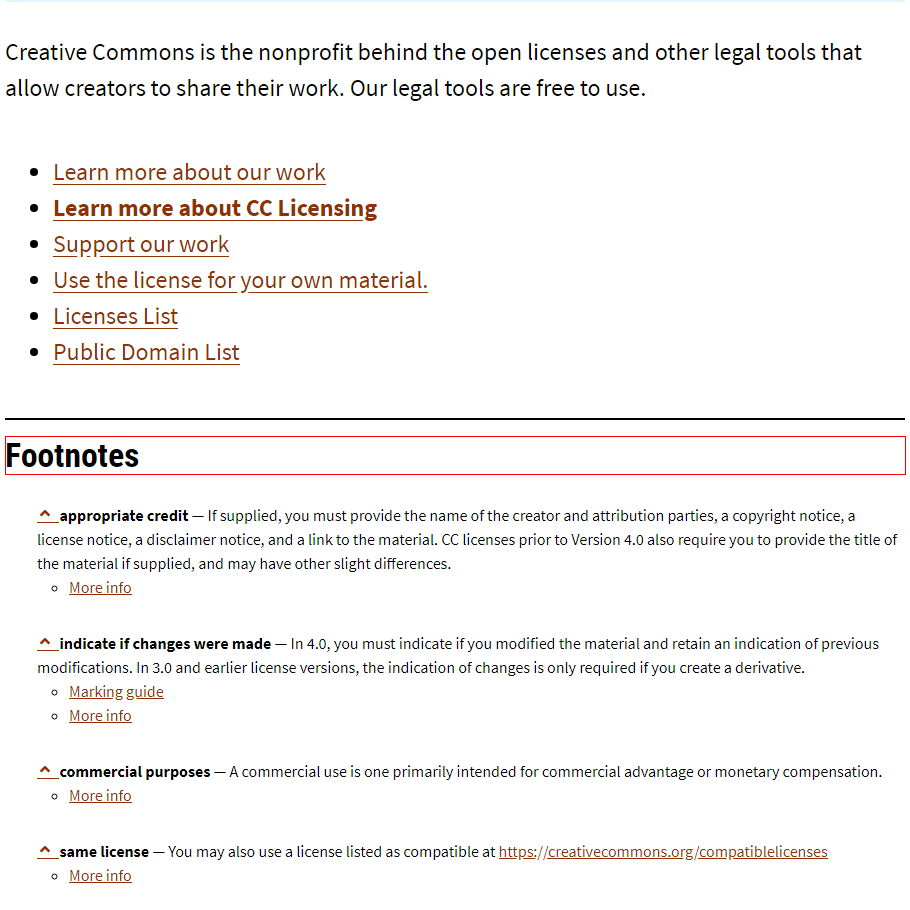 Creative Commons is the nonprofit behind the open licenses and other legal tools that
allow creators to share their work. Our legal tools are free to use.
Learn more about our work
Learn more about CC Licensing
Support our work
Use the license for your own material.
Licenses List
Public Domain List
Footnotes
^ appropriate credit — If supplied, you must provide the name of the creator and attribution parties, a copyright notice, a
license notice, a disclaimer notice, and a link to the material. CC licenses prior to Version 4.0 also require you to provide the title of
the material if supplied, and may have other slight differences.
More info
^ indicate if changes were made — In 4.0, you must indicate if you modified the material and retain an indication of previous
modifications. In 3.0 and earlier license versions, the indication of changes is only required if you create a derivative.
Marking guide
More info
^ commercial purposes — A commercial use is one primarily intended for commercial advantage or monetary compensation.
More info
^ same license — You may also use a license listed as compatible at https://creativecommons.org/compatiblelicenses
More info